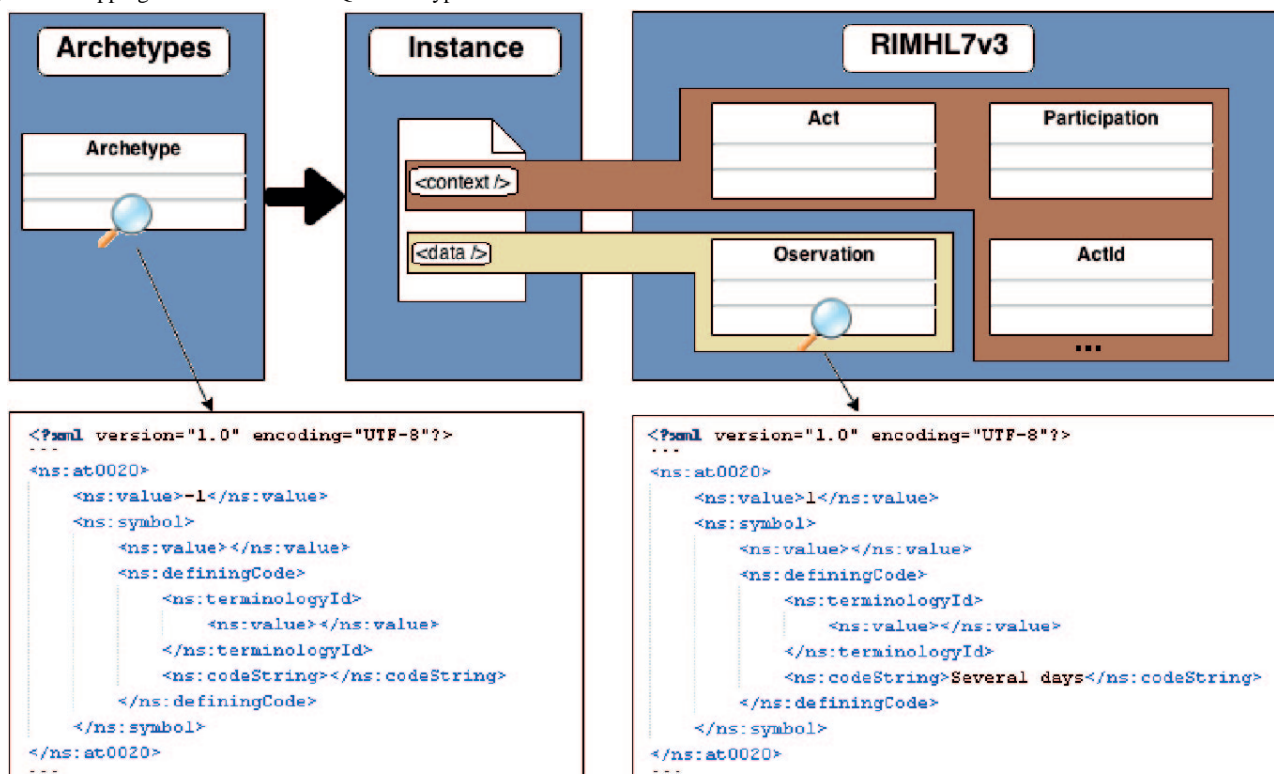 Archetypes
Instance
RIMHL7v3
Archetype
<context />
<data />
Act
Participation
Oservation
ActId
...
<?xml version="1.0" encoding="UTF-8"?>
...
<ns:at0020>
<ns:value>-1</ns:value>
<ns:symbol>
<ns:value></ns:value>
<ns:definingCode>
<ns:terminologyId>
<ns:value></ns:value>
</ns:terminologyId>
<ns:codeString></ns:codeString>
</ns:definingCode>
</ns:symbol>
</ns:at0020>
...
<?xml version="1.0" encoding="UTF-8"?>
...
<ns:at0020>
<ns:value>1</ns:value>
<ns:symbol>
<ns:value></ns:value>
<ns:definingCode>
<ns:terminologyId>
<ns:value></ns:value>
</ns:terminologyId>
<ns:codeString>Several days</ns:codeString>
</ns:definingCode>
</ns:symbol>
</ns:at0020>
...